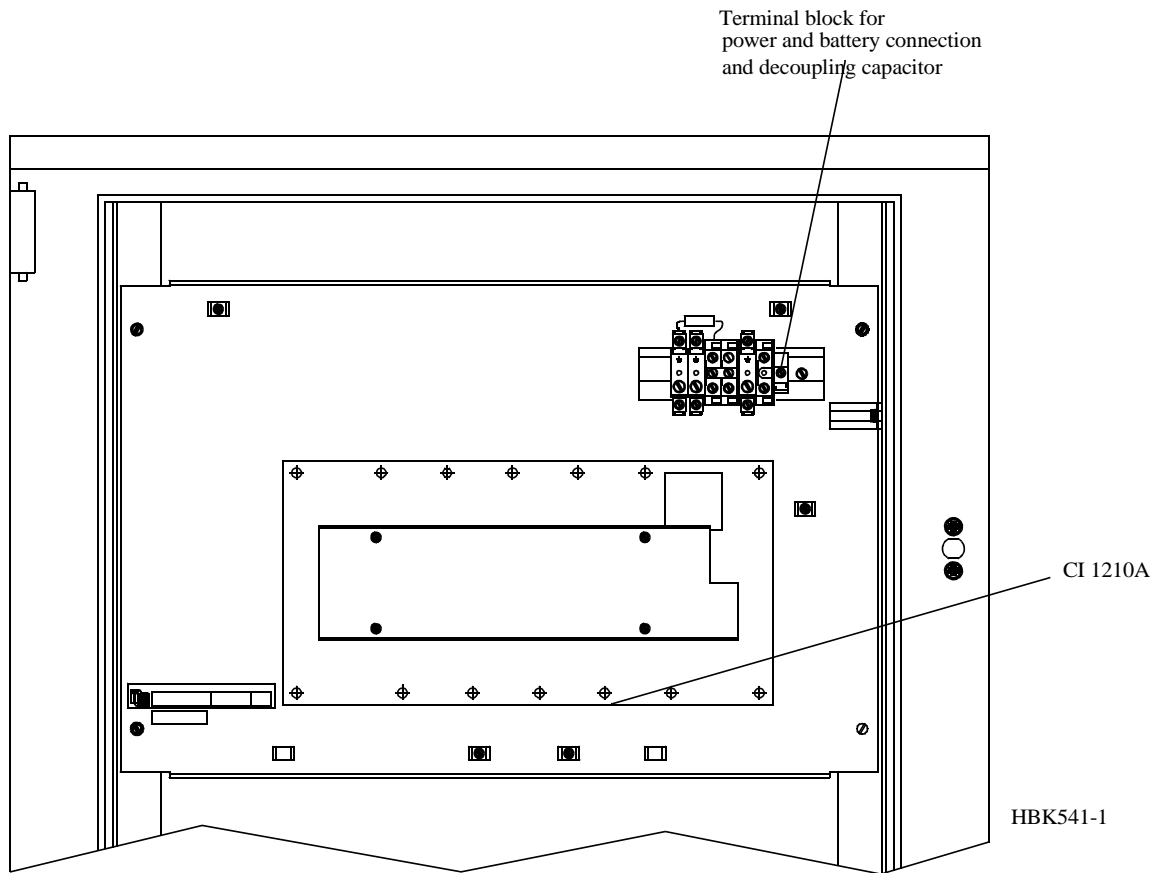 Terminal block for
power and battery connection
and decoupling capacitor
CI 1210A
HBK541-1